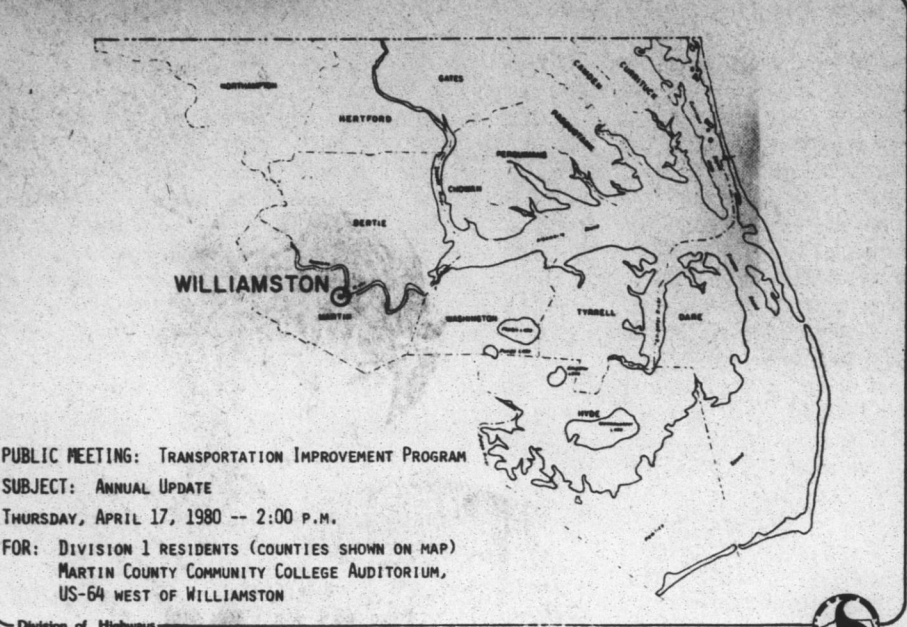 NORTHAMPTON
GATES
CAMDEN
CURRITUCK
HERTFORD
PASQUOTANK
PERQUIMANS
CHOWAN
BERTIE
WILLIAMSTON
MARTIN
WASHINGTON
TYRRELL
DARE
HYDE
PUBLIC MEETING: TRANSPORTATION IMPROVEMENT PROGRAM
SUBJECT: ANNUAL UPDATE
THURSDAY, APRIL 17, 1980 -- 2:00 P.M.
FOR: DIVISION 1 RESIDENTS (COUNTIES SHOWN ON MAP)
MARTIN COUNTY COMMUNITY COLLEGE AUDITORIUM,
US-64 WEST OF WILLIAMSTON
Division of Highways